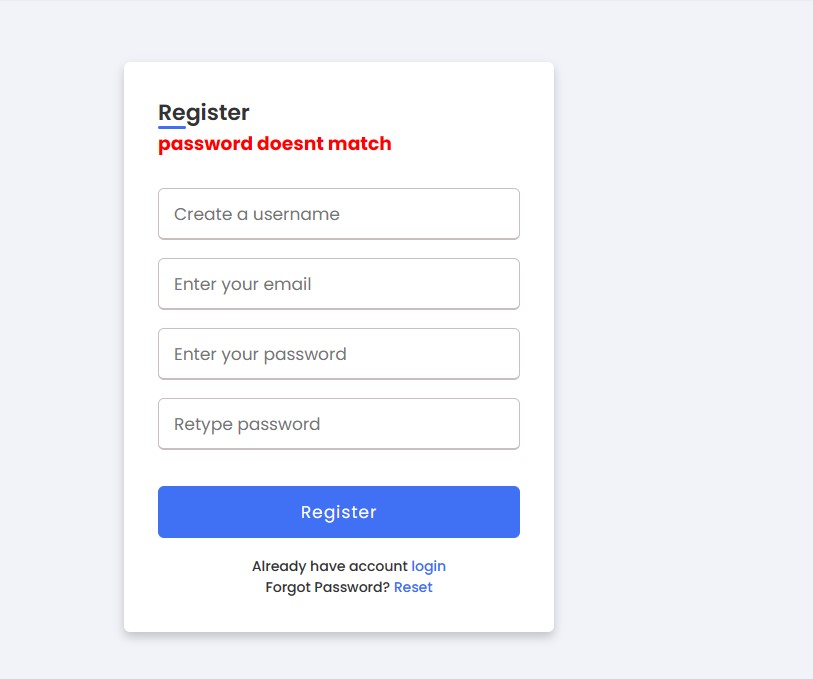 Register
password doesnt match
Create a username
Enter your email
Enter your password
Retype password
Register
Already have account login
Forgot Password? Reset